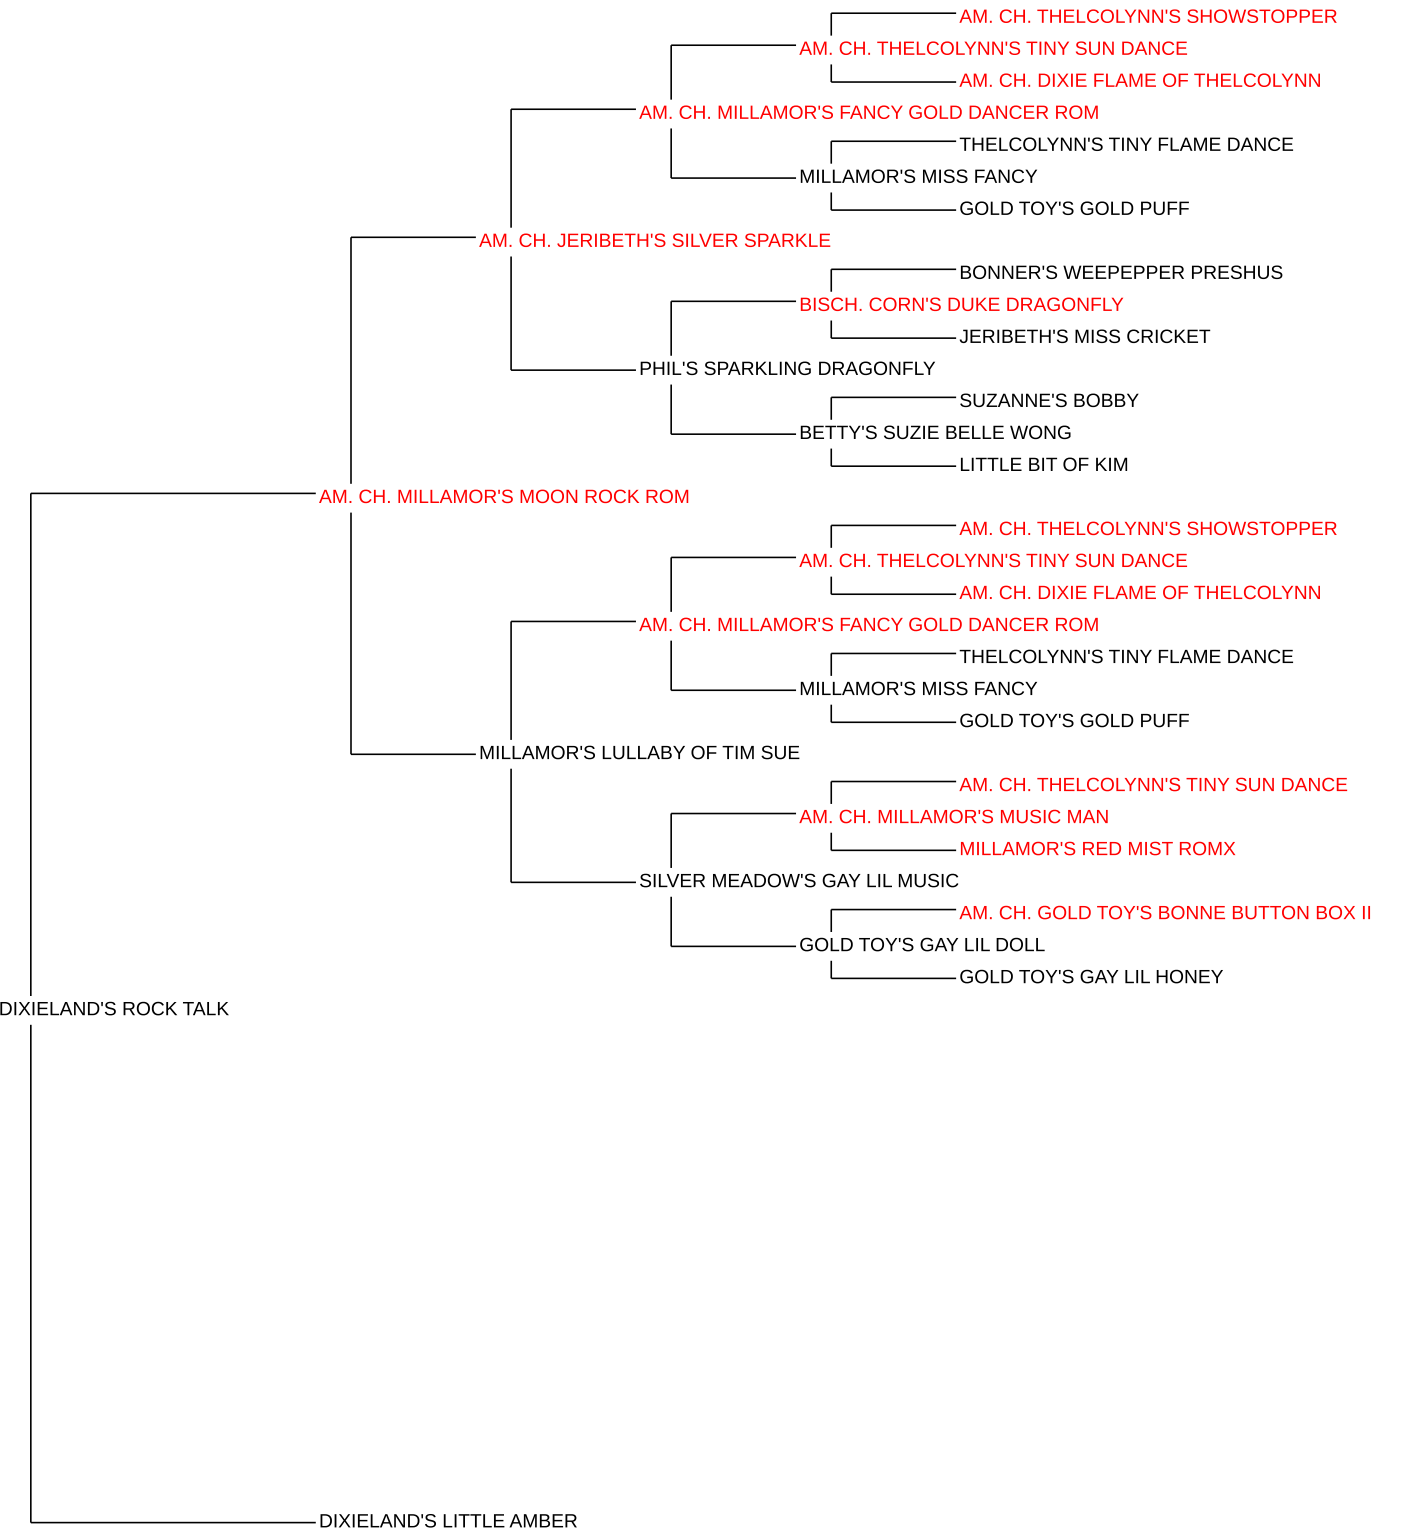 AM. CH. THELCOLYNN'S SHOWSTOPPER
AM. CH. THELCOLYNN'S TINY SUN DANCE
AM. CH. DIXIE FLAME OF THELCOLYNN
AM. CH. MILLAMOR'S FANCY GOLD DANCER ROM
THELCOLYNN'S TINY FLAME DANCE
MILLAMOR'S MISS FANCY
GOLD TOY'S GOLD PUFF
AM. CH. JERIBETH'S SILVER SPARKLE
BONNER'S WEEPEPPER PRESHUS
BISCH. CORN'S DUKE DRAGONFLY
JERIBETH'S MISS CRICKET
PHIL'S SPARKLING DRAGONFLY
SUZANNE'S BOBBY
BETTY'S SUZIE BELLE WONG
LITTLE BIT OF KIM
AM. CH. MILLAMOR'S MOON ROCK ROM
AM. CH. THELCOLYNN'S SHOWSTOPPER
AM. CH. THELCOLYNN'S TINY SUN DANCE
AM. CH. DIXIE FLAME OF THELCOLYNN
AM. CH. MILLAMOR'S FANCY GOLD DANCER ROM
THELCOLYNN'S TINY FLAME DANCE
MILLAMOR'S MISS FANCY
GOLD TOY'S GOLD PUFF
MILLAMOR'S LULLABY OF TIM SUE
AM. CH. THELCOLYNN'S TINY SUN DANCE
AM. CH. MILLAMOR'S MUSIC MAN
MILLAMOR'S RED MIST ROMX
SILVER MEADOW'S GAY LIL MUSIC
AM. CH. GOLD TOY'S BONNE BUTTON BOX II
GOLD TOY'S GAY LIL DOLL
GOLD TOY'S GAY LIL HONEY
DIXIELAND'S ROCK TALK
DIXIELAND'S LITTLE AMBER